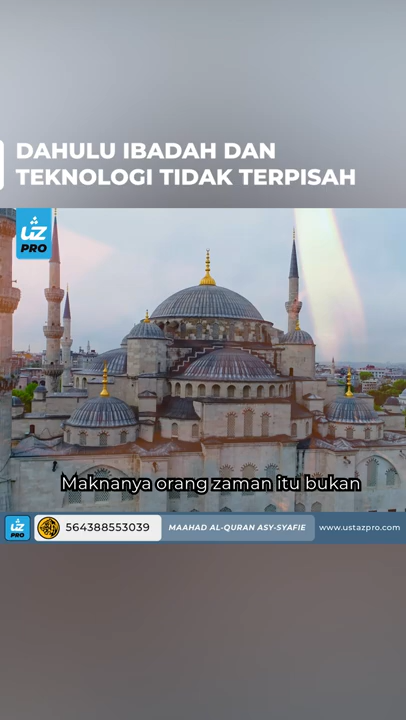 DAHULU IBADAH DAN
TEKNOLOGI TIDAK TERPISAH
UZ
PRO
Maknanya orang zaman itu bukan
UZ
PRO
564388553039
MAAHAD AL-QURAN ASY-SYAFIE
www.ustazpro.com